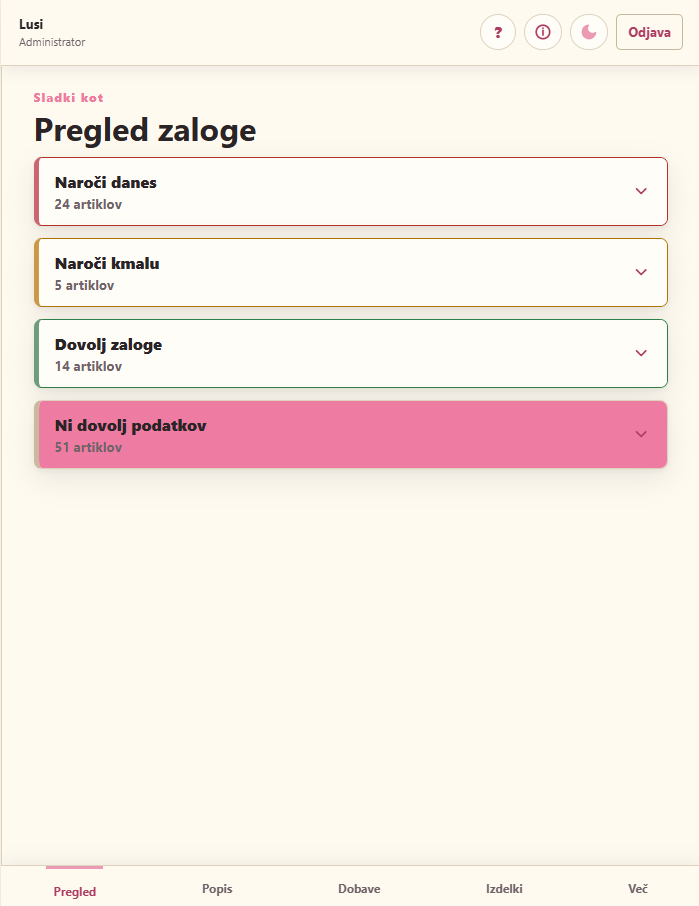 Lusi
Administrator
?
Odjava
Sladki kot
Pregled zaloge
Naroči danes
24 artiklov
Naroči kmalu
5 artiklov
Dovolj zaloge
14 artiklov
Ni dovolj podatkov
51 artiklov
Pregled
Popis
Dobave
Izdelki
Več